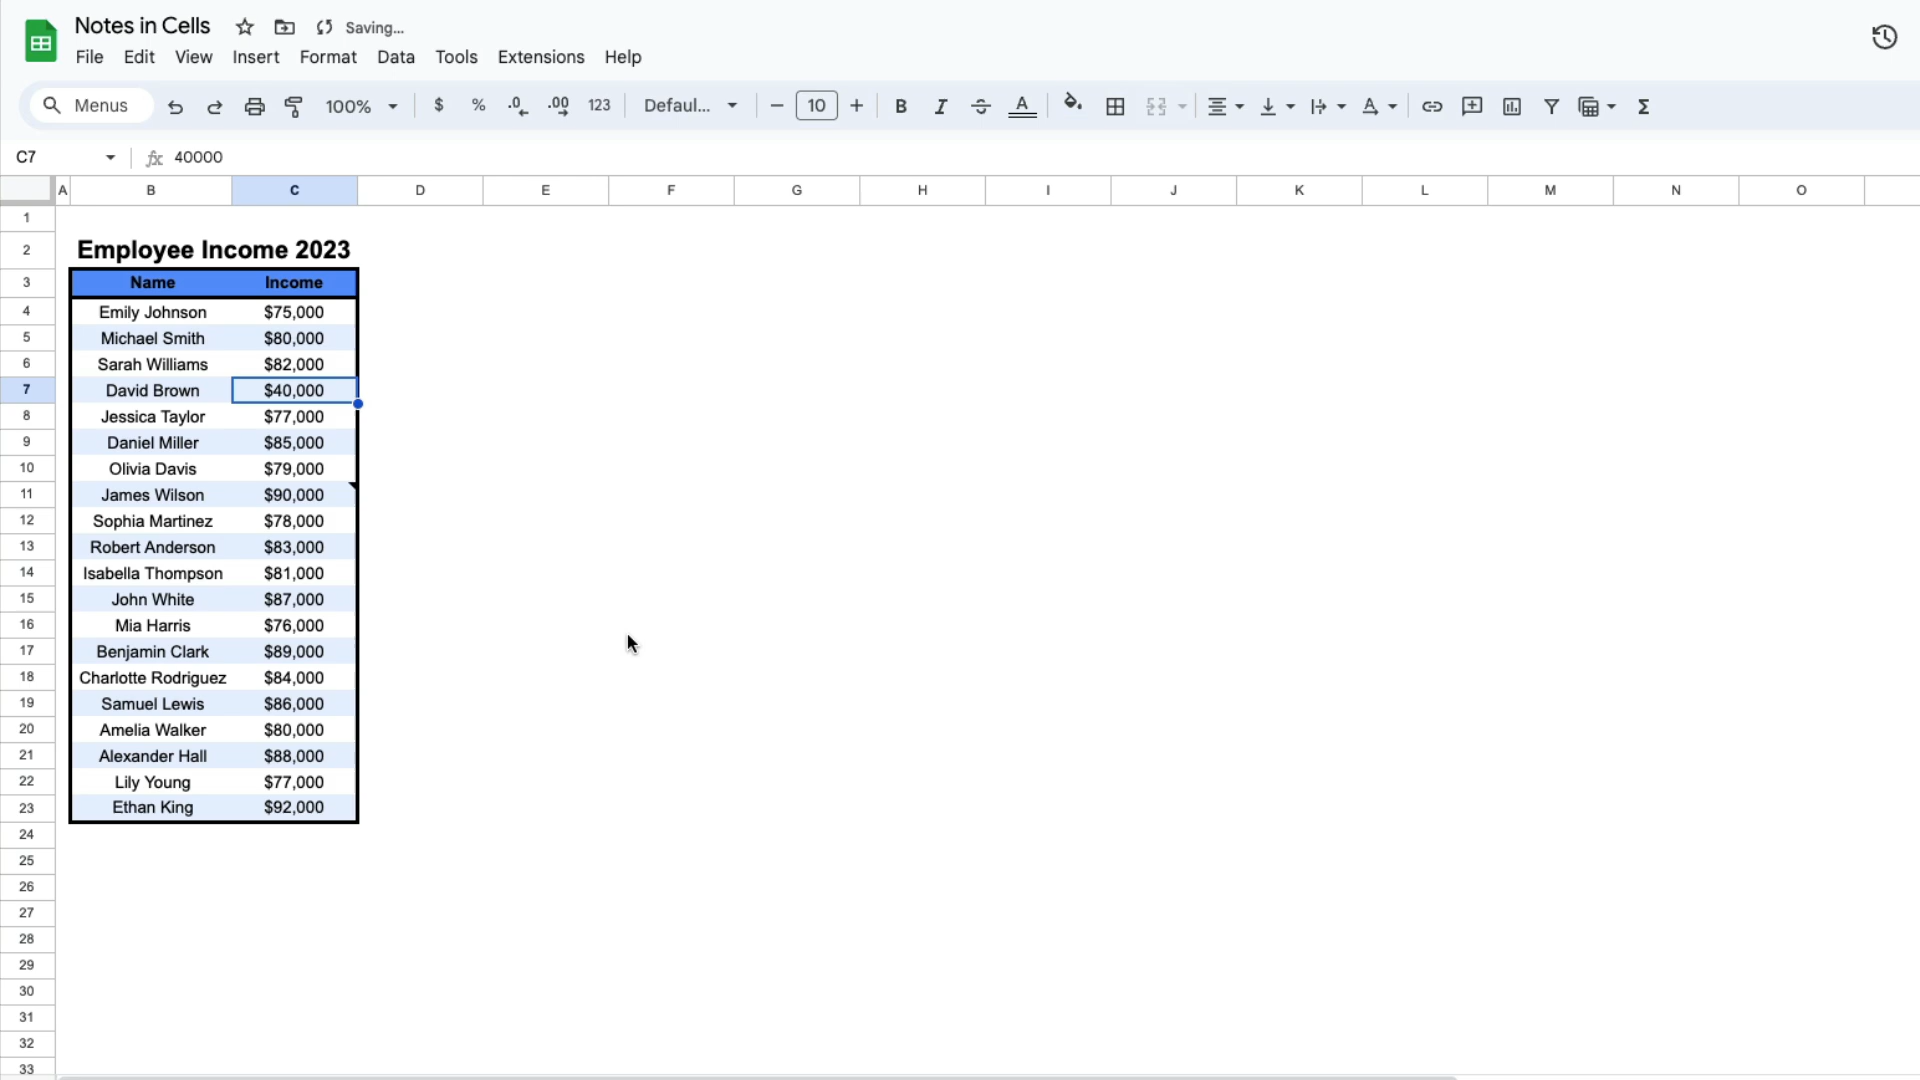 Notes in Cells Saving...
File Edit View Insert Format Data Tools Extensions Help
Menus 100% $ % .0 .00 123 Defaul... 10 B I S A A Σ
C7 fx 40000
A B C D E F G H I J K L M N O
1
2 Employee Income 2023
3 Name Income
4 Emily Johnson $75,000
5 Michael Smith $80,000
6 Sarah Williams $82,000
7 David Brown $40,000
8 Jessica Taylor $77,000
9 Daniel Miller $85,000
10 Olivia Davis $79,000
11 James Wilson $90,000
12 Sophia Martinez $78,000
13 Robert Anderson $83,000
14 Isabella Thompson $81,000
15 John White $87,000
16 Mia Harris $76,000
17 Benjamin Clark $89,000
18 Charlotte Rodriguez $84,000
19 Samuel Lewis $86,000
20 Amelia Walker $80,000
21 Alexander Hall $88,000
22 Lily Young $77,000
23 Ethan King $92,000
24
25
26
27
28
29
30
31
32
33